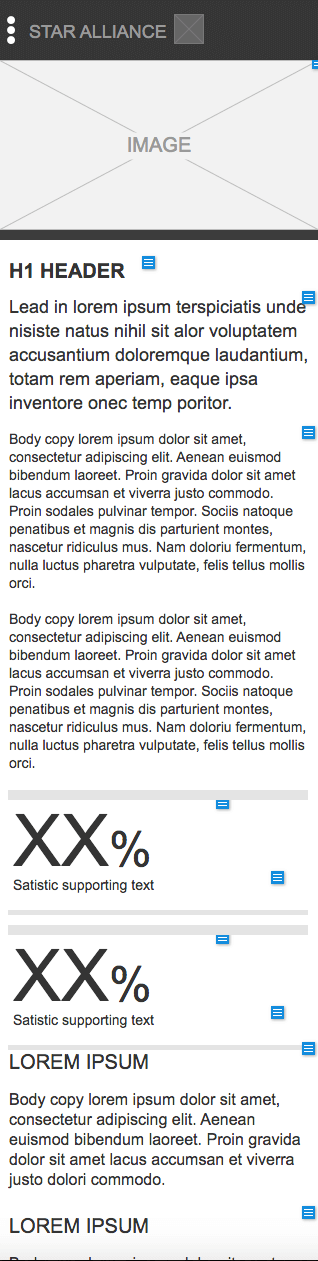 STAR ALLIANCE
IMAGE
H1 HEADER
Lead in lorem ipsum terspiciatis unde
nisiste natus nihil sit alor voluptatem
accusantium doloremque laudantium,
totam rem aperiam, eaque ipsa
inventore onec temp poritor.
Body copy lorem ipsum dolor sit amet,
consectetur adipiscing elit. Aenean euismod
bibendum laoreet. Proin gravida dolor sit amet
lacus accumsan et viverra justo commodo.
Proin sodales pulvinar tempor. Sociis natoque
penatibus et magnis dis parturient montes,
nascetur ridiculus mus. Nam doloriu fermentum,
nulla luctus pharetra vulputate, felis tellus mollis
orci.
Body copy lorem ipsum dolor sit amet,
consectetur adipiscing elit. Aenean euismod
bibendum laoreet. Proin gravida dolor sit amet
lacus accumsan et viverra justo commodo.
Proin sodales pulvinar tempor. Sociis natoque
penatibus et magnis dis parturient montes,
nascetur ridiculus mus. Nam doloriu fermentum,
nulla luctus pharetra vulputate, felis tellus mollis
orci.
XX%
Satistic supporting text
XX%
Satistic supporting text
LOREM IPSUM
Body copy lorem ipsum dolor sit amet,
consectetur adipiscing elit. Aenean
euismod bibendum laoreet. Proin gravida
dolor sit amet lacus accumsan et viverra
justo dolori commodo.
LOREM IPSUM